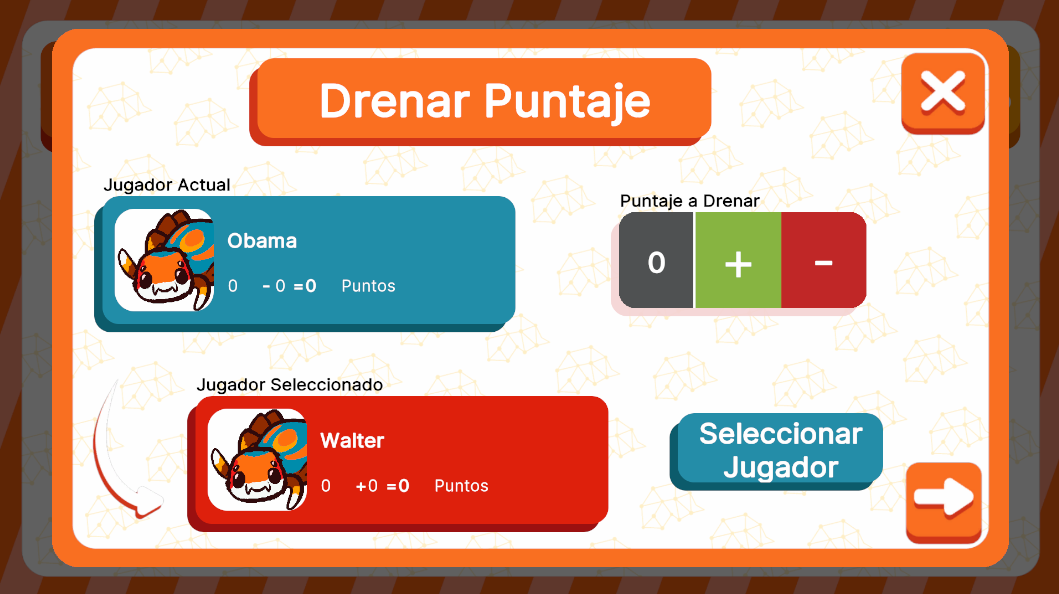 Drenar Puntaje
Jugador Actual
Obama
0 - 0 =0 Puntos
Puntaje a Drenar
0 + -
Jugador Seleccionado
Walter
0 +0 =0 Puntos
Seleccionar
Jugador